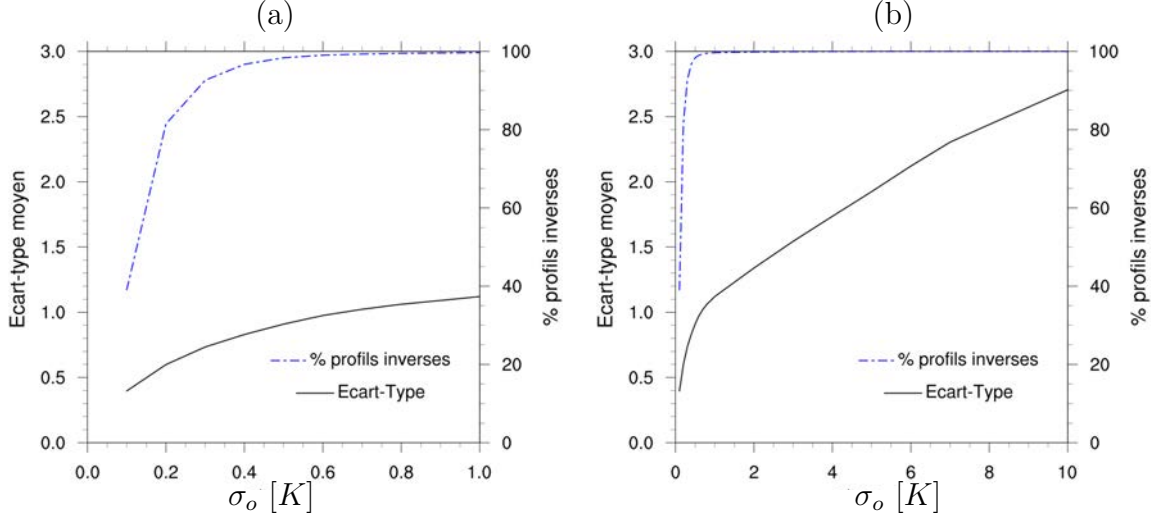 (a)
(b)
3.0
2.5
2.0
1.5
1.0
0.5
0.0
Ecart-type moyen
100
80
60
40
20
0
% profils inverses
% profils inverses
Ecart-Type
0.0 0.2 0.4 0.6 0.8 1.0
σo [K]
3.0
2.5
2.0
1.5
1.0
0.5
0.0
Ecart-type moyen
100
80
60
40
20
0
% profils inverses
% profils inverses
Ecart-Type
0 2 4 6 8 10
σo [K]